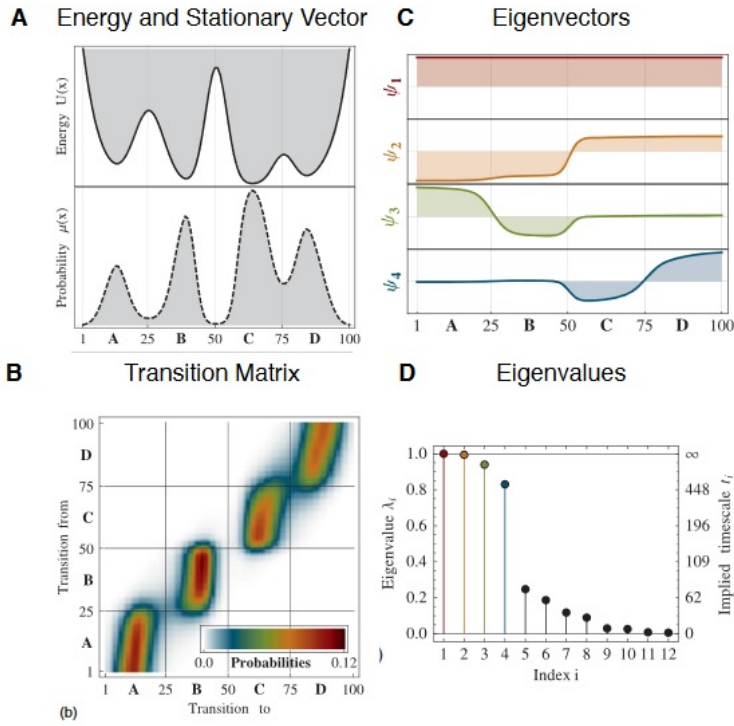 A Energy and Stationary Vector
Energy U(x)
Probability μ(x)
1 A 25 B 50 C 75 D 100
C Eigenvectors
ψ1
ψ2
ψ3
ψ4
1 A 25 B 50 C 75 D 100
B Transition Matrix
Transition from
100
D
75
C
50
B
25
A
1
0.0 Probabilities 0.12
1 A 25 B 50 C 75 D 100
Transition to
(b)
D Eigenvalues
Eigenvalue λi
1.0
0.8
0.6
0.4
0.2
0.0
∞
448
196
109
62
0
Implied timescale ti
1 2 3 4 5 6 7 8 9 10 11 12
Index i
)